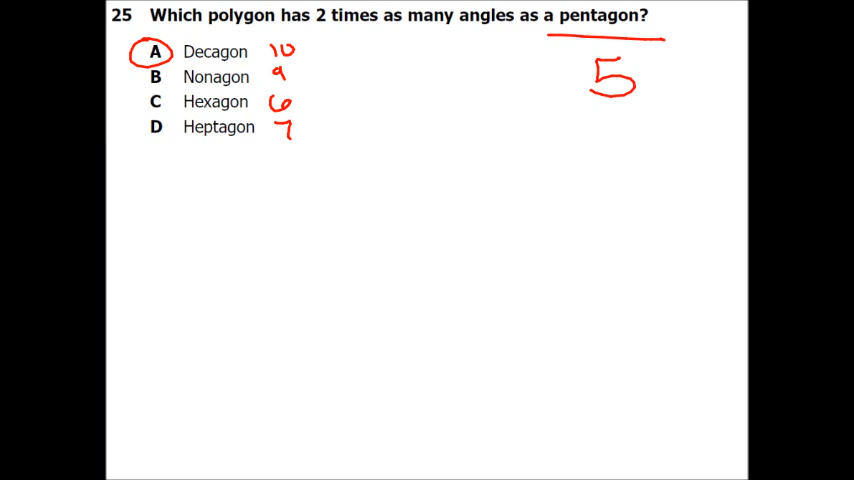 25 Which polygon has 2 times as many angles as a pentagon?
A Decagon 10
5
B Nonagon 9
C Hexagon 6
D Heptagon 7